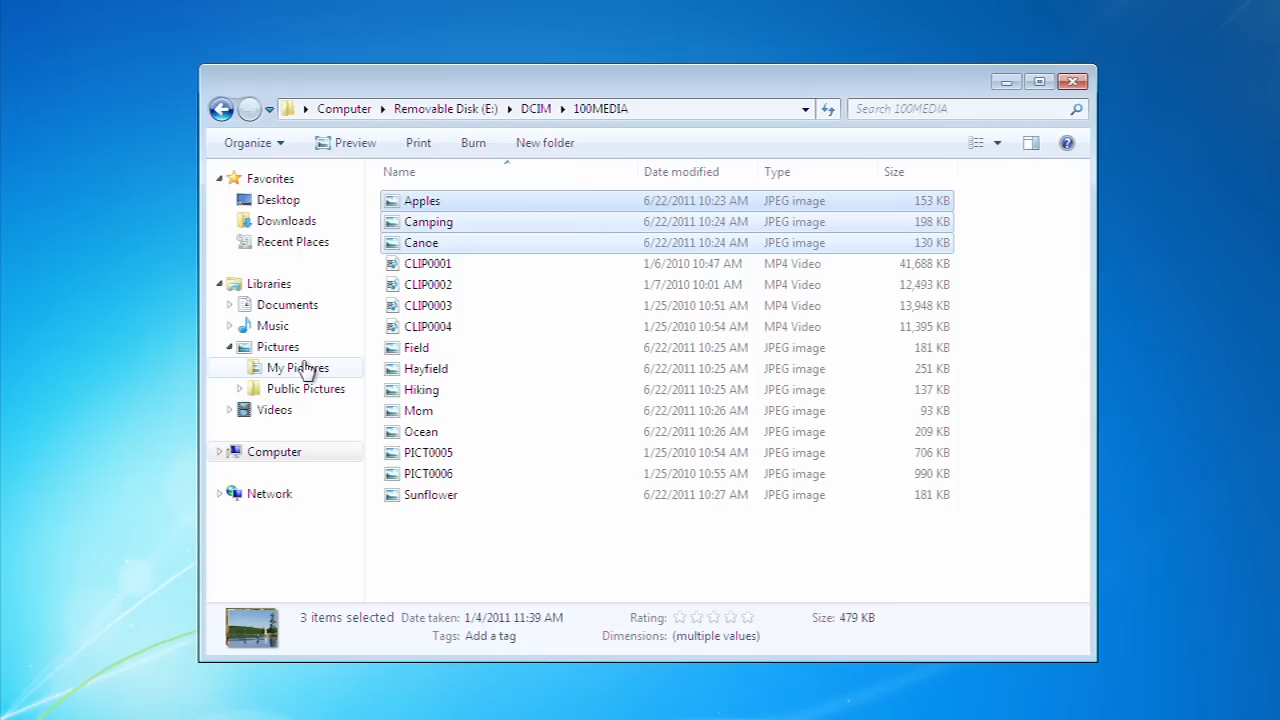 Computer Removable Disk (E:) DCIM 100MEDIA Search 100MEDIA
Organize Preview Print Burn New folder
Favorites
Desktop
Downloads
Recent Places
Libraries
Documents
Music
Pictures
My Pictures
Public Pictures
Videos
Computer
Network
Name Date modified Type Size
Apples 6/22/2011 10:23 AM JPEG image 153 KB
Camping 6/22/2011 10:24 AM JPEG image 198 KB
Canoe 6/22/2011 10:24 AM JPEG image 130 KB
CLIP0001 1/6/2010 10:47 AM MP4 Video 41,688 KB
CLIP0002 1/7/2010 10:01 AM MP4 Video 12,493 KB
CLIP0003 1/25/2010 10:51 AM MP4 Video 13,948 KB
CLIP0004 1/25/2010 10:54 AM MP4 Video 11,395 KB
Field 6/22/2011 10:25 AM JPEG image 181 KB
Hayfield 6/22/2011 10:25 AM JPEG image 251 KB
Hiking 6/22/2011 10:25 AM JPEG image 137 KB
Mom 6/22/2011 10:26 AM JPEG image 93 KB
Ocean 6/22/2011 10:26 AM JPEG image 209 KB
PICT0005 1/25/2010 10:54 AM JPEG image 706 KB
PICT0006 1/25/2010 10:55 AM JPEG image 990 KB
Sunflower 6/22/2011 10:27 AM JPEG image 181 KB
3 items selected Date taken: 1/4/2011 11:39 AM Rating: Size: 479 KB
Tags: Add a tag Dimensions: (multiple values)